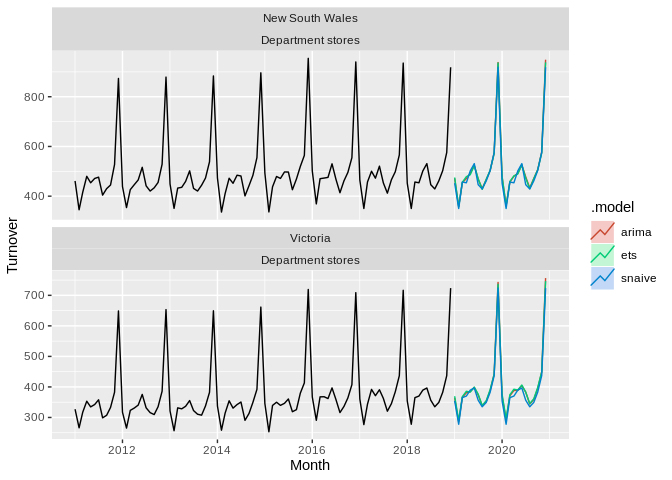 New South Wales
Department stores
800
600
400
Victoria
Department stores
700
600
500
400
300
2012
2014
2016
2018
2020
Month
Turnover
.model
arima
ets
snaive